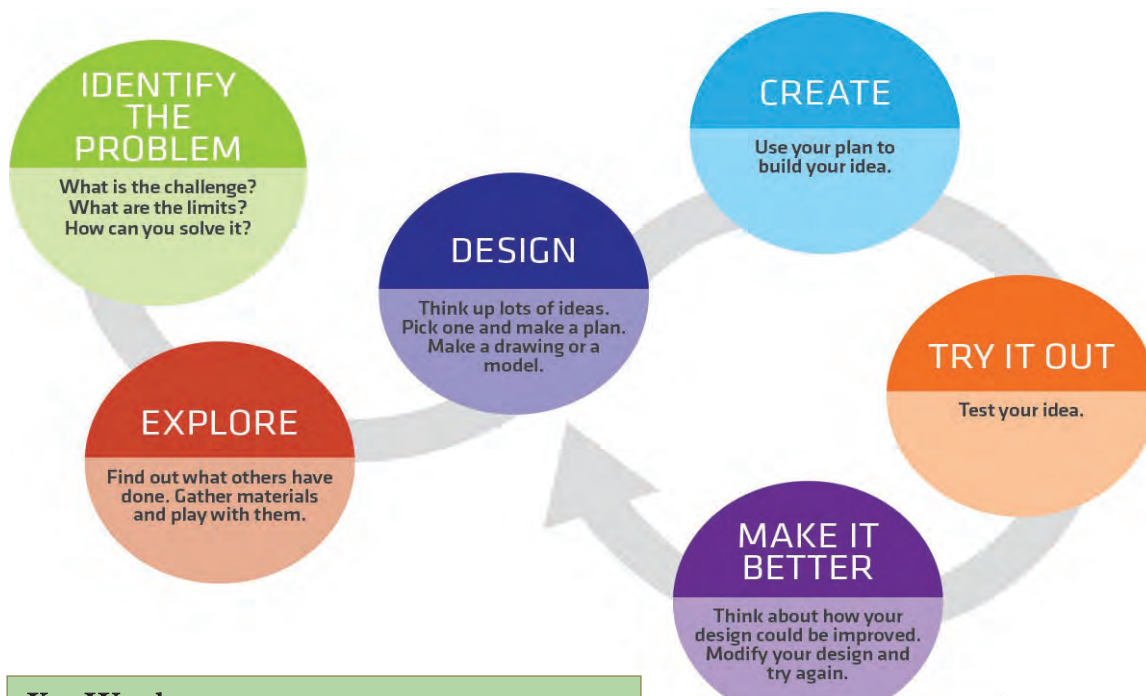 IDENTIFY
THE
PROBLEM
What is the challenge?
What are the limits?
How can you solve it?
EXPLORE
Find out what others have
done. Gather materials
and play with them.
DESIGN
Think up lots of ideas.
Pick one and make a plan.
Make a drawing or a
model.
CREATE
Use your plan to
build your idea.
TRY IT OUT
Test your idea.
MAKE IT
BETTER
Think about how your
design could be improved.
Modify your design and
try again.